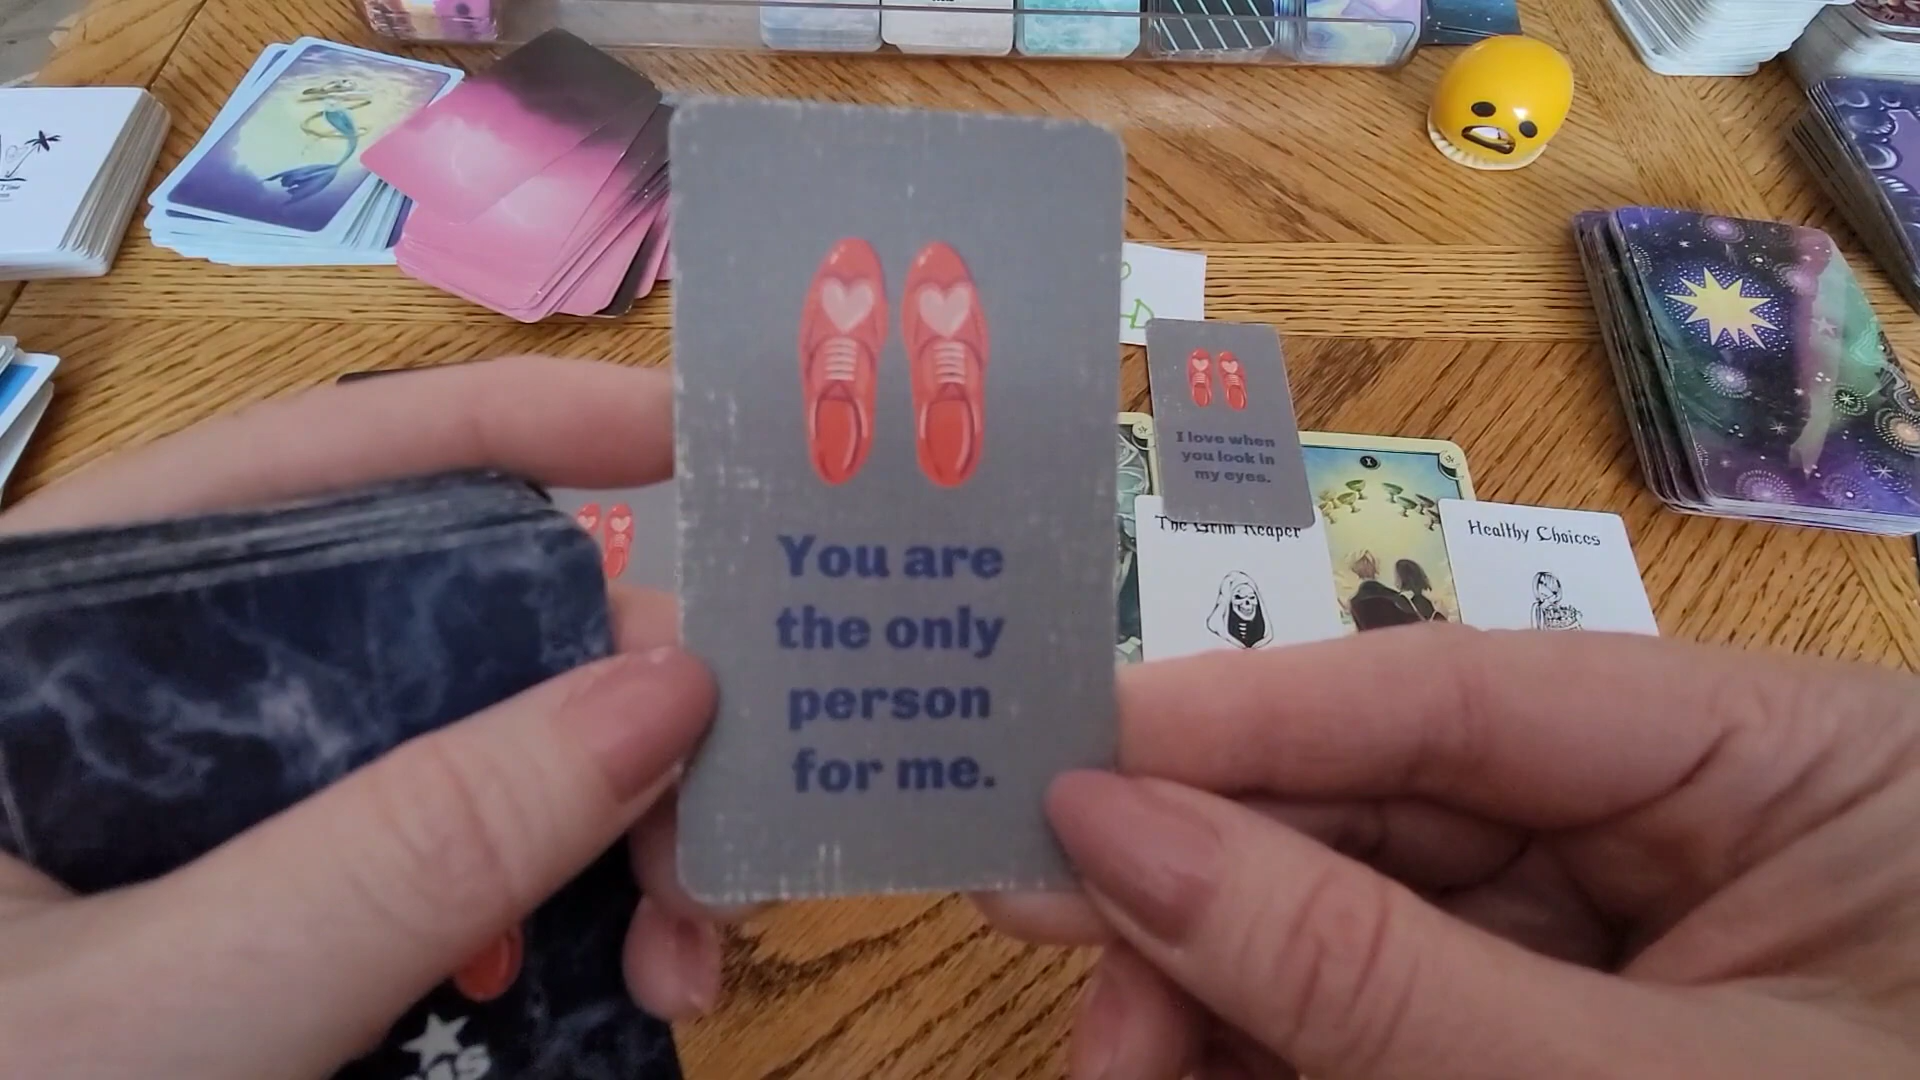 You are
the only
person
for me.
I love when
you look in
my eyes.
The Grim Reaper
Healthy Choices
X